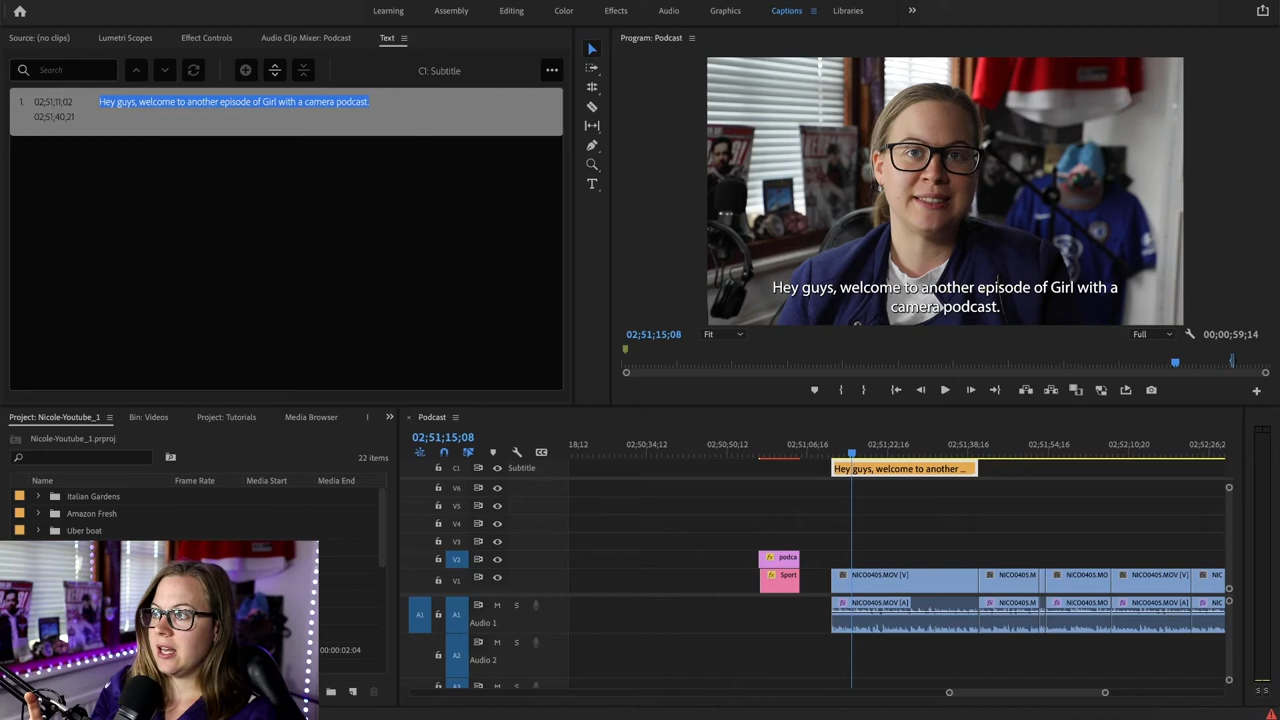 Learning Assembly Editing Color Effects Audio Graphics Captions Libraries
Source: (no clips) Lumetri Scopes Effect Controls Audio Clip Mixer: Podcast Text
Search C1: Subtitle
1. 02;51;11;02 Hey guys, welcome to another episode of Girl with a camera podcast.
02;51;40;21
Program: Podcast
Hey guys, welcome to another episode of Girl with a
camera podcast.
02;51;15;08 Fit Full 00;00;59;14
Project: Nicole-Youtube_1 Bin: Videos Project: Tutorials Media Browser
Nicole-Youtube_1.prproj
22 items
Name Frame Rate Media Start Media End
Italian Gardens
Amazon Fresh
Uber boat
00:00:02:04
Podcast
02;51;15;08
18;12 02;50;34;12 02;50;50;12 02;51;06;16 02;51;22;16 02;51;38;16 02;51;54;16 02;52;10;20 02;52;26;2
C1 Subtitle Hey guys, welcome to another ...
V6
V5
V4
V3
V2 podca
V1 Sport NICO0405.MOV [V] NICO0405.M NICO0405.MO NICO0405.MOV [V] NIC
A1 A1 M S NICO0405.MOV [A] NICO0405.M NICO0405.MO NICO0405.MOV [A] NIC
Audio 1
A2 M S
Audio 2
A3 M S
S S